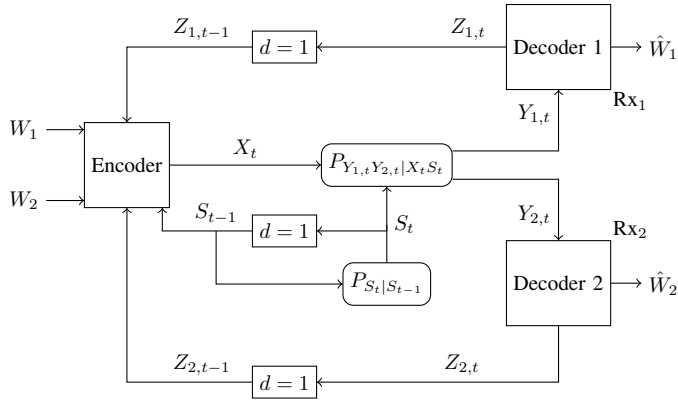 Z_{1,t−1}
d = 1
Z_{1,t}
Decoder 1
Ŵ_1
Rx_1
Y_{1,t}
W_1
Encoder
X_t
P_{Y_{1,t}Y_{2,t}|X_tS_t}
W_2
S_{t−1}
d = 1
S_t
Y_{2,t}
Rx_2
P_{S_t|S_{t−1}}
Decoder 2
Ŵ_2
Z_{2,t−1}
d = 1
Z_{2,t}